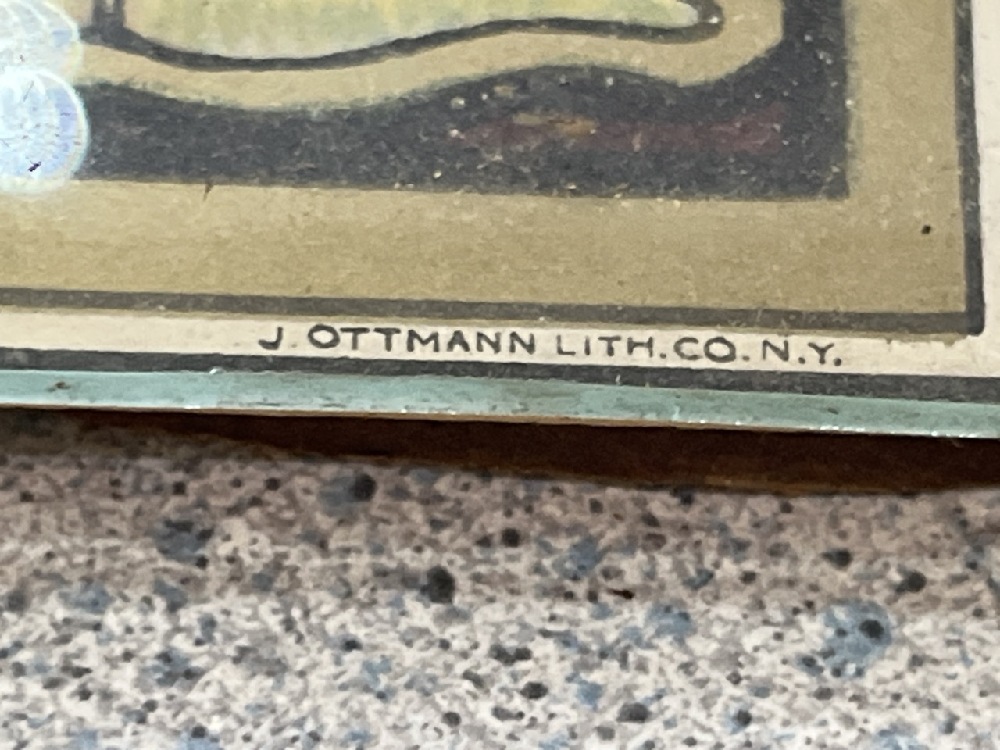 J. OTTMANN LITH. CO. N.Y.